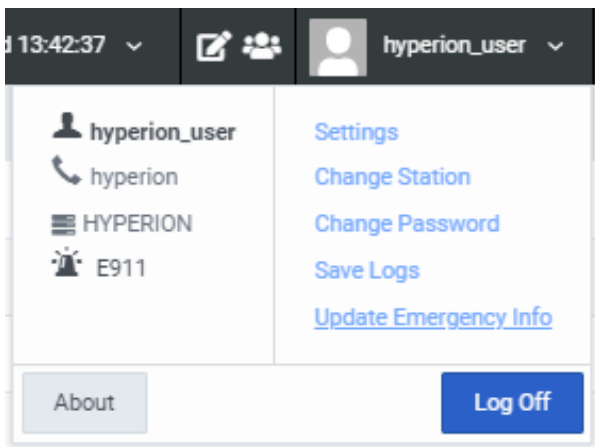 13:42:37
hyperion_user
hyperion_user
hyperion
HYPERION
E911
Settings
Change Station
Change Password
Save Logs
Update Emergency Info
About
Log Off